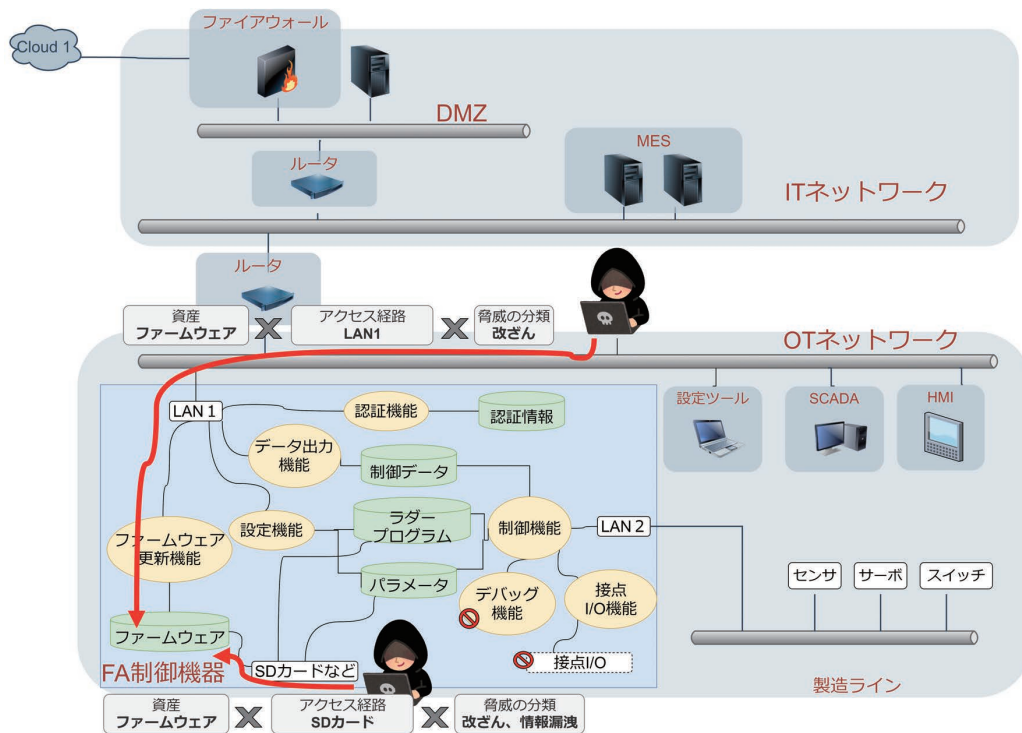 ファイアウォール
Cloud 1
DMZ
MES
ルータ
ITネットワーク
ルータ
資産
ファームウェア
アクセス経路
LAN1
脅威の分類
改ざん
OTネットワーク
LAN 1
認証機能
認証情報
設定ツール
SCADA
HMI
データ出力
機能
制御データ
ラダー
プログラム
設定機能
制御機能
LAN 2
ファームウェア
更新機能
パラメータ
デバッグ
機能
接点
I/O機能
センサ
サーボ
スイッチ
ファームウェア
接点I/O
FA制御機器
SDカードなど
製造ライン
資産
ファームウェア
アクセス経路
SDカード
脅威の分類
改ざん、情報漏洩